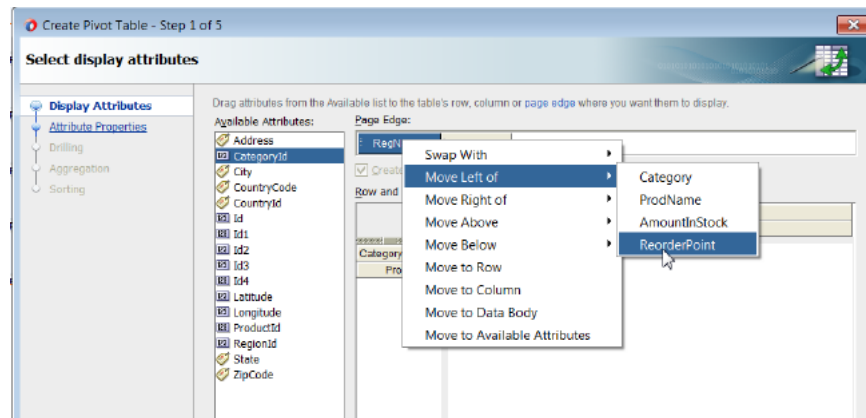 Create Pivot Table - Step 1 of 5
Select display attributes
Display Attributes
Attribute Properties
Drilling
Aggregation
Sorting
Drag attributes from the Available list to the table's row, column or page edge where you want them to display.
Available Attributes:
Address
CategoryId
City
CountryCode
CountryId
Id
Id1
Id2
Id3
Id4
Latitude
Longitude
ProductId
RegionId
State
ZipCode
Page Edge:
RegN
Create
Row and
Category
Pro
Swap With
Move Left of
Move Right of
Move Above
Move Below
Move to Row
Move to Column
Move to Data Body
Move to Available Attributes
Category
ProdName
AmountInStock
ReorderPoint